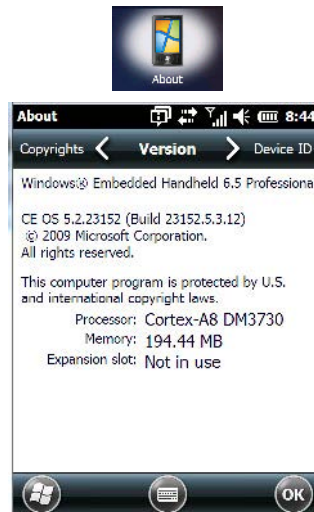 About
About 8:44
Copyrights Version Device ID
Windows® Embedded Handheld 6.5 Professiona
CE OS 5.2.23152 (Build 23152.5.3.12)
© 2009 Microsoft Corporation.
All rights reserved.
This computer program is protected by U.S.
and international copyright laws.
Processor: Cortex-A8 DM3730
Memory: 194.44 MB
Expansion slot: Not in use
OK